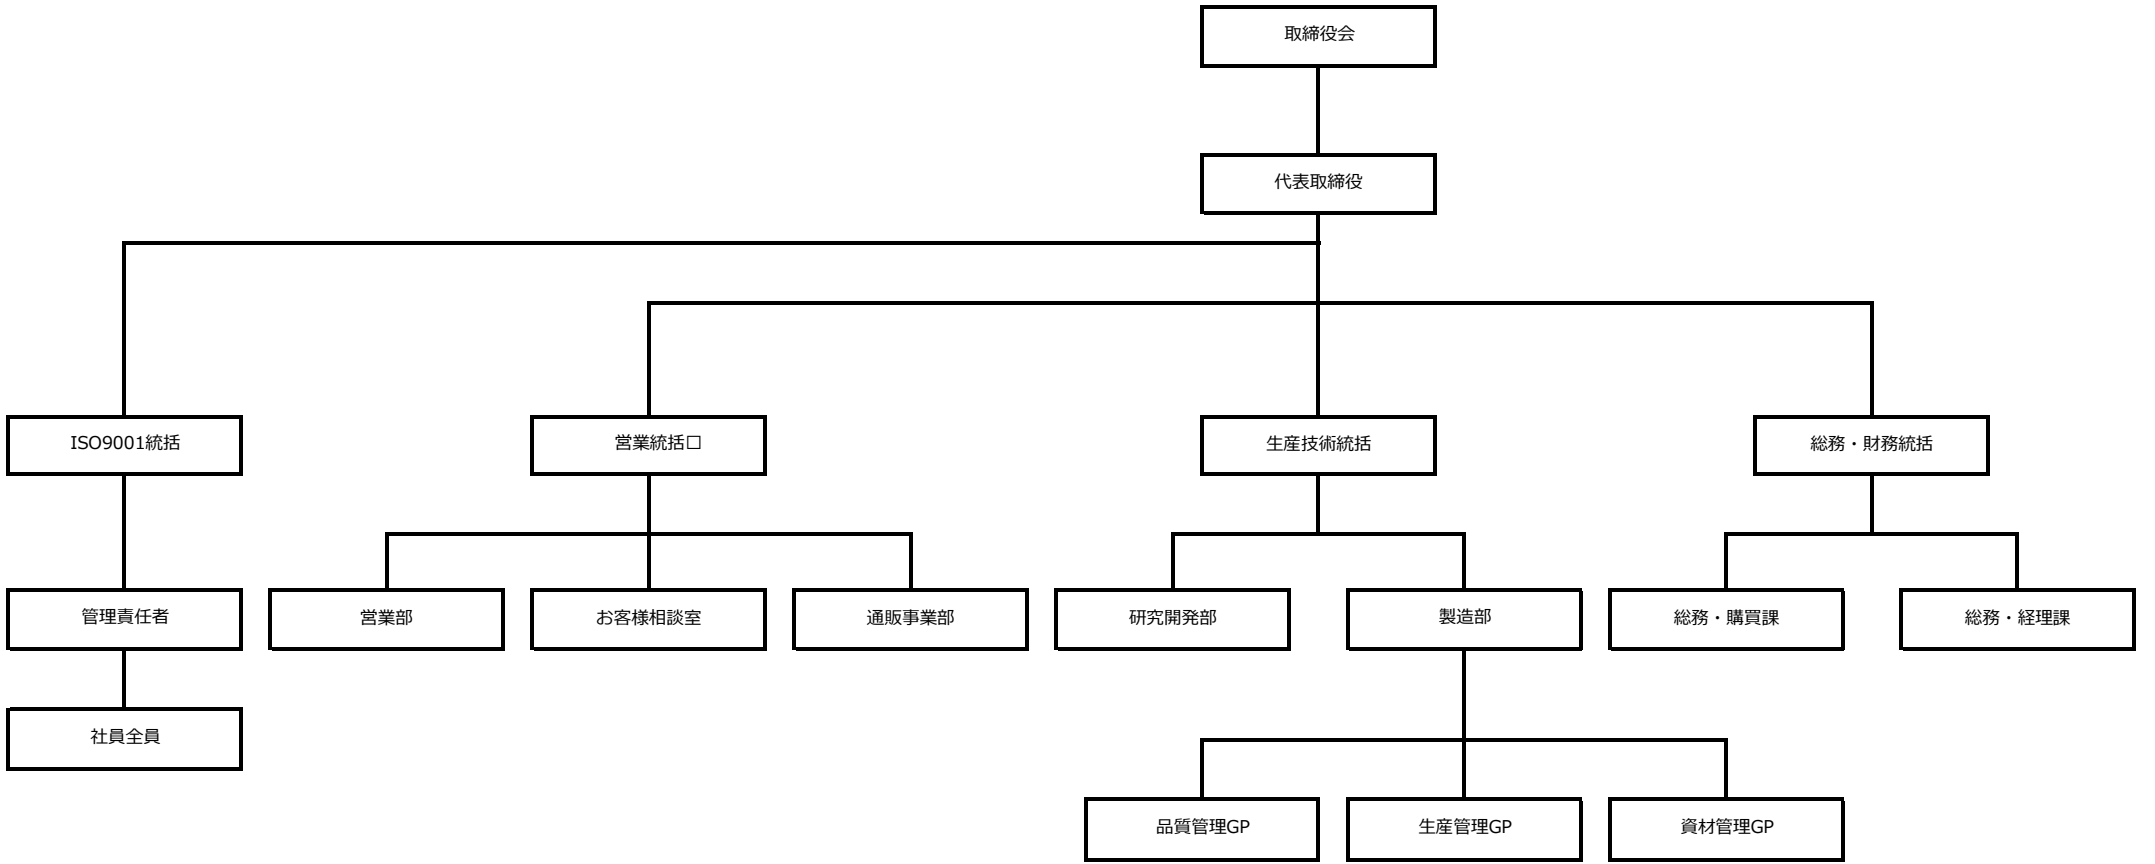 取締役会
代表取締役
ISO9001統括
営業統括□
生産技術統括
総務・財務統括
管理責任者
営業部
お客様相談室
通販事業部
研究開発部
製造部
総務・購買課
総務・経理課
社員全員
品質管理GP
生産管理GP
資材管理GP